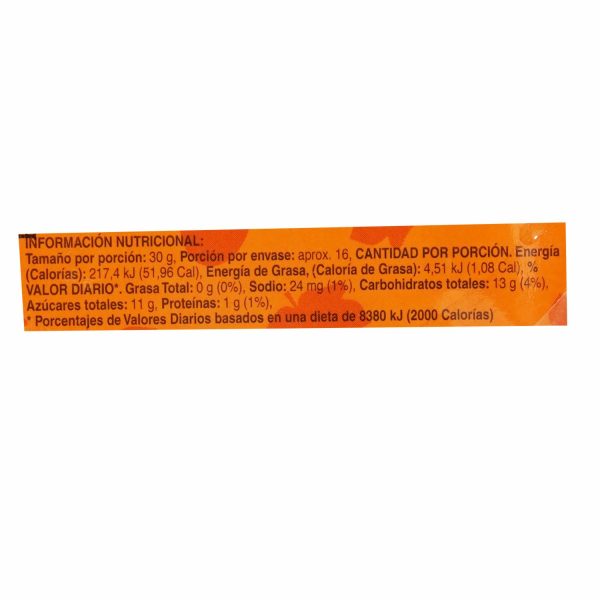 INFORMACIÓN NUTRICIONAL:
Tamaño por porción: 30 g, Porción por envase: aprox. 16, CANTIDAD POR PORCIÓN. Energía
(Calorías): 217,4 kJ (51,96 Cal), Energía de Grasa, (Caloría de Grasa): 4,51 kJ (1,08 Cal), %
VALOR DIARIO*. Grasa Total: 0 g (0%), Sodio: 24 mg (1%), Carbohidratos totales: 13 g (4%),
Azúcares totales: 11 g, Proteínas: 1 g (1%),
* Porcentajes de Valores Diarios basados en una dieta de 8380 kJ (2000 Calorías)